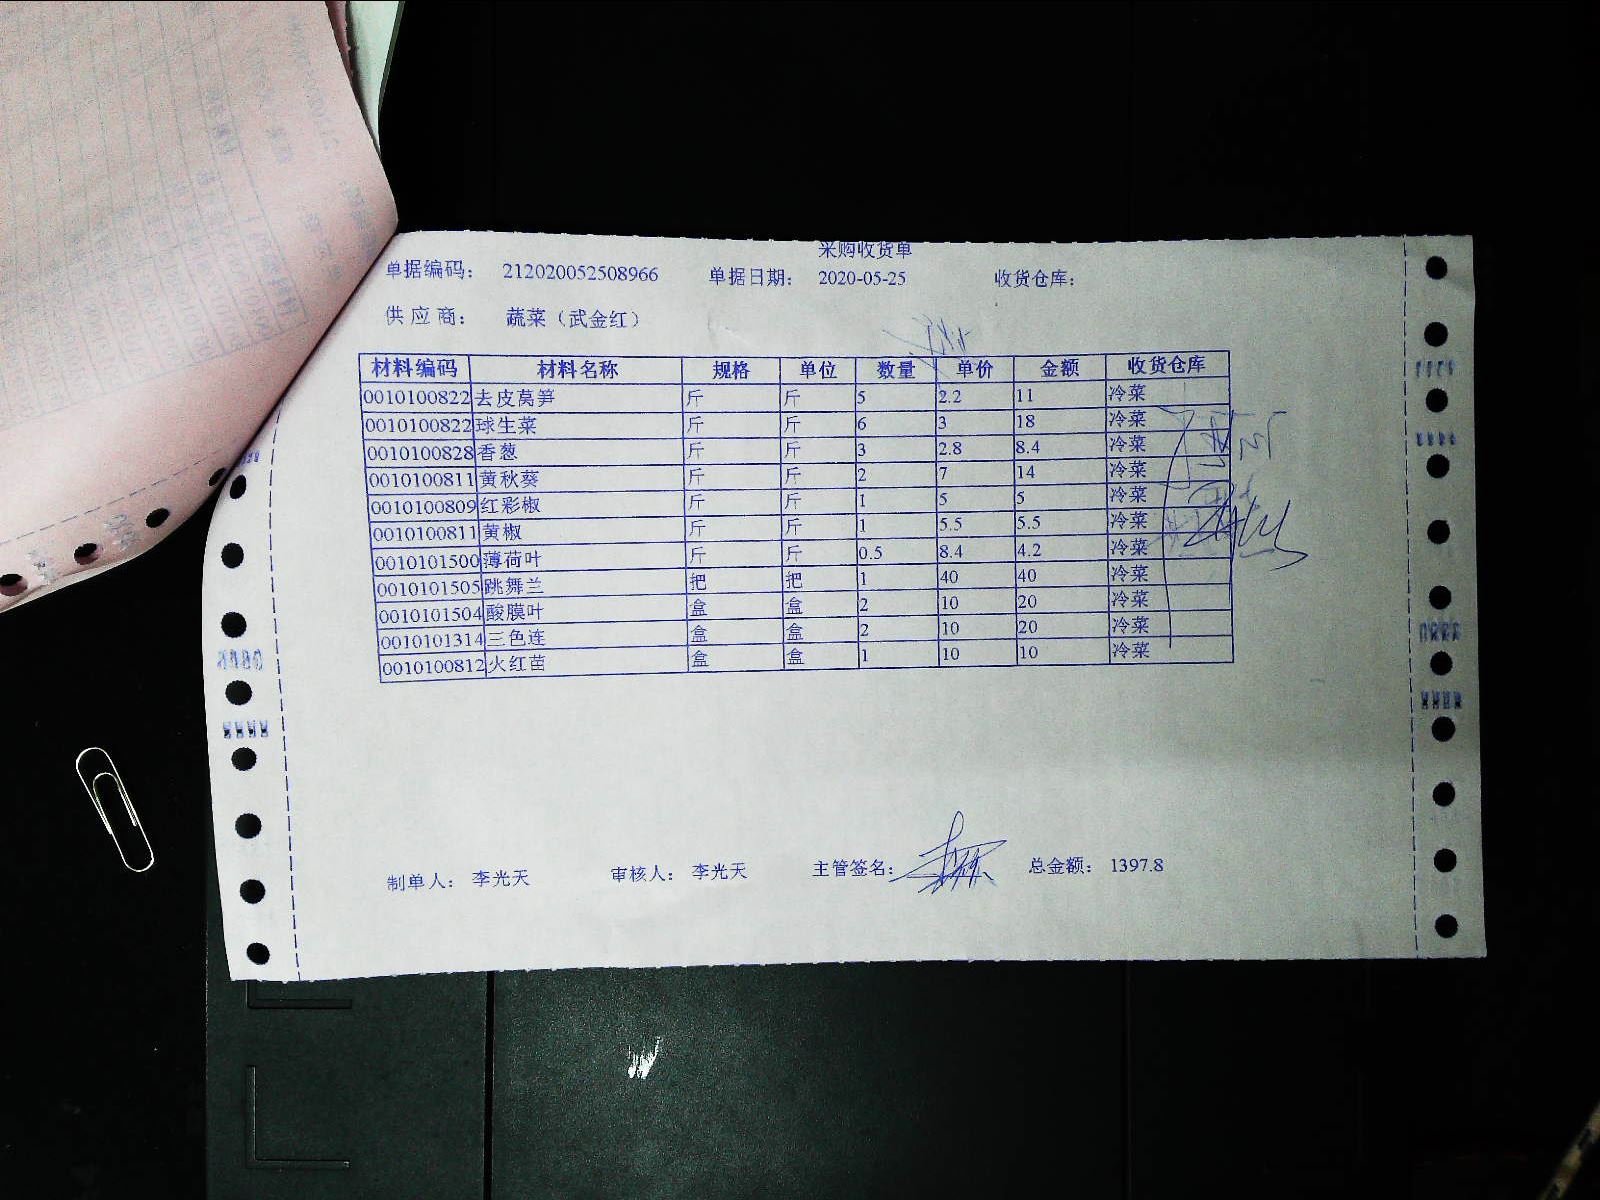 采购收货单
单据编码： 212020052508966 单据日期： 2020-05-25 收货仓库：
供应商： 蔬菜（武金红）
材料编码 材料名称 规格 单位 数量 单价 金额 收货仓库
0010100822 去皮莴笋 斤 斤 5 2.2 11 冷菜
0010100822 球生菜 斤 斤 6 3 18 冷菜
0010100828 香葱 斤 斤 3 2.8 8.4 冷菜
0010100811 黄秋葵 斤 斤 2 7 14 冷菜
0010100809 红彩椒 斤 斤 1 5 5 冷菜
0010100811 黄椒 斤 斤 1 5.5 5.5 冷菜
0010101500 薄荷叶 斤 斤 0.5 8.4 4.2 冷菜
0010101505 跳舞兰 把 把 1 40 40 冷菜
0010101504 酸膜叶 盒 盒 2 10 20 冷菜
0010101314 三色连 盒 盒 2 10 20 冷菜
0010100812 火红苗 盒 盒 1 10 10 冷菜
制单人： 李光天 审核人： 李光天 主管签名： 总金额： 1397.8